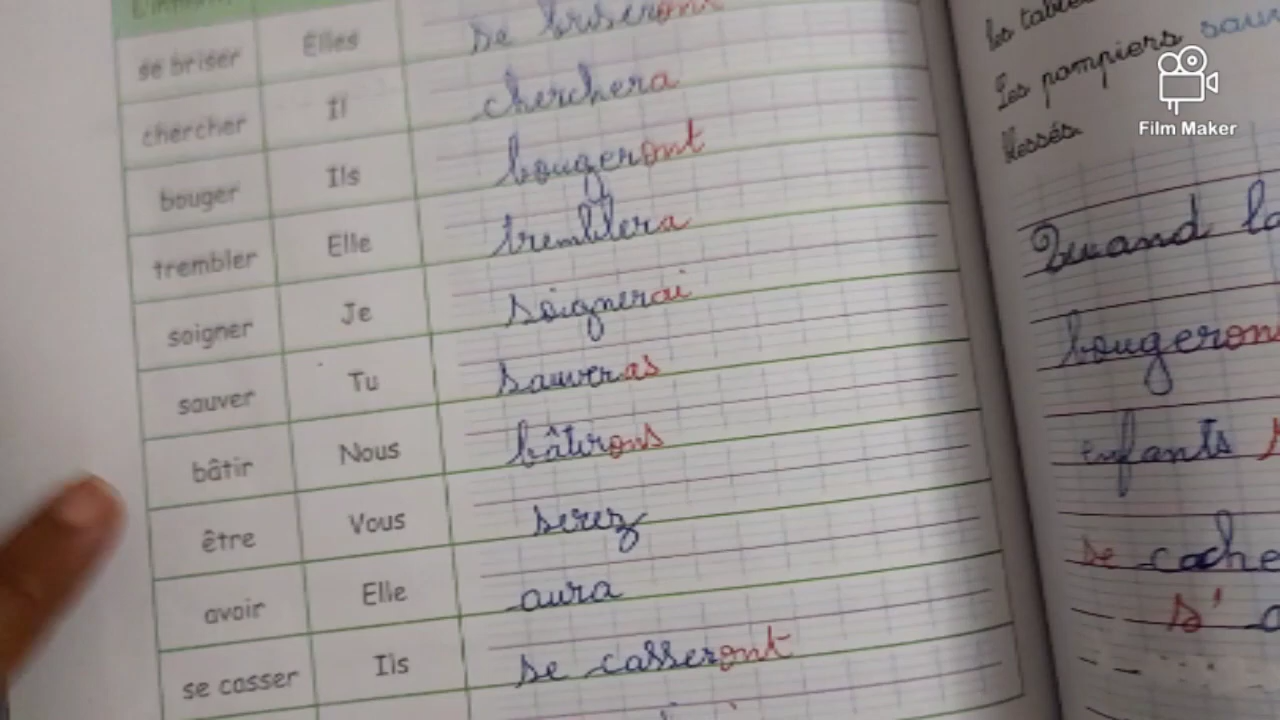 se briser Elles se briseront
chercher Il cherchera
bouger Ils bougeront
trembler Elle tremblera
soigner Je soignerai
sauver Tu sauveras
bâtir Nous bâtirons
être Vous serez
avoir Elle aura
se casser Ils se casseront
les
Les pompiers
blessés.
Quand
bougeron
enfants
se cache
s'
Film Maker